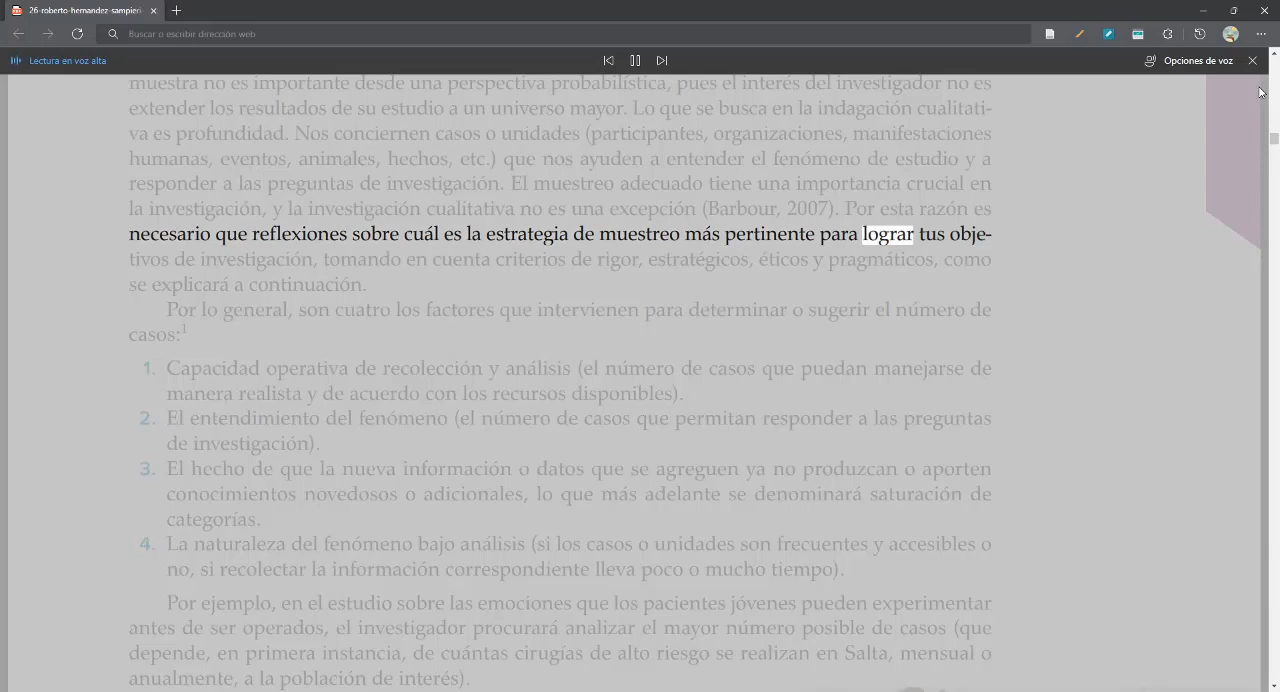 26-roberto-hernandez-sampieri
Buscar o escribir dirección web
Lectura en voz alta
Opciones de voz
muestra no es importante desde una perspectiva probabilística, pues el interés del investigador no es
extender los resultados de su estudio a un universo mayor. Lo que se busca en la indagación cualitati-
va es profundidad. Nos conciernen casos o unidades (participantes, organizaciones, manifestaciones
humanas, eventos, animales, hechos, etc.) que nos ayuden a entender el fenómeno de estudio y a
responder a las preguntas de investigación. El muestreo adecuado tiene una importancia crucial en
la investigación, y la investigación cualitativa no es una excepción (Barbour, 2007). Por esta razón es
necesario que reflexiones sobre cuál es la estrategia de muestreo más pertinente para lograr tus obje-
tivos de investigación, tomando en cuenta criterios de rigor, estratégicos, éticos y pragmáticos, como
se explicará a continuación.
Por lo general, son cuatro los factores que intervienen para determinar o sugerir el número de
casos:1
1. Capacidad operativa de recolección y análisis (el número de casos que puedan manejarse de
manera realista y de acuerdo con los recursos disponibles).
2. El entendimiento del fenómeno (el número de casos que permitan responder a las preguntas
de investigación).
3. El hecho de que la nueva información o datos que se agreguen ya no produzcan o aporten
conocimientos novedosos o adicionales, lo que más adelante se denominará saturación de
categorías.
4. La naturaleza del fenómeno bajo análisis (si los casos o unidades son frecuentes y accesibles o
no, si recolectar la información correspondiente lleva poco o mucho tiempo).
Por ejemplo, en el estudio sobre las emociones que los pacientes jóvenes pueden experimentar
antes de ser operados, el investigador procurará analizar el mayor número posible de casos (que
depende, en primera instancia, de cuántas cirugías de alto riesgo se realizan en Salta, mensual o
anualmente, a la población de interés).